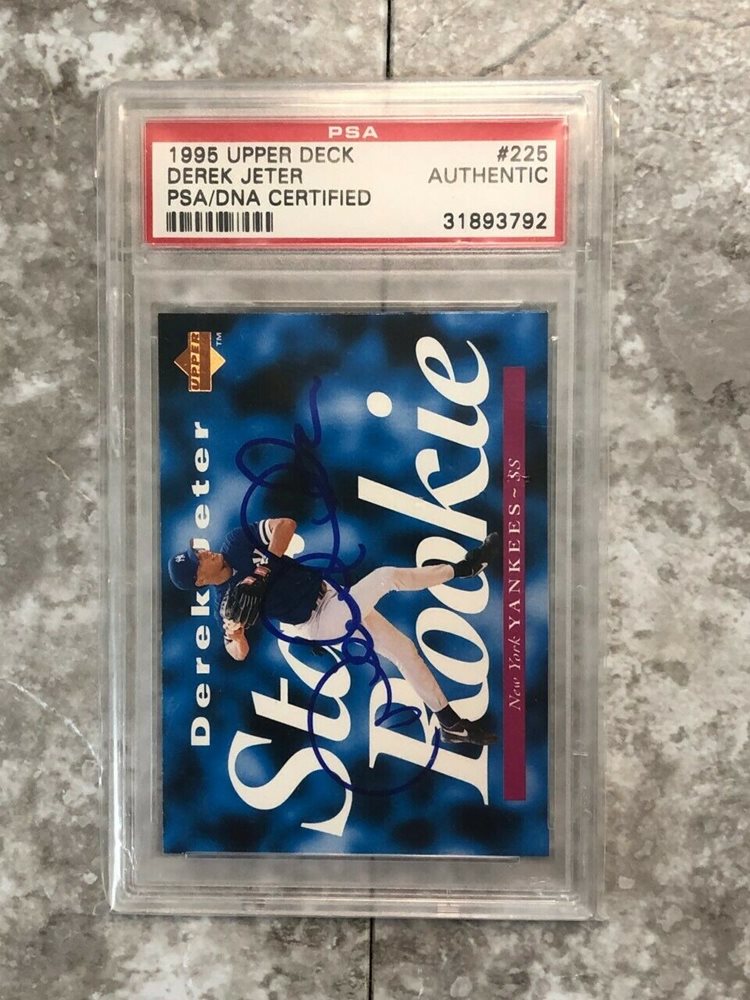 PSA
1995 UPPER DECK #225
DEREK JETER AUTHENTIC
PSA/DNA CERTIFIED
31893792
UPPER
TM
Derek Jeter
Star
Rookie
New York YANKEES~SS